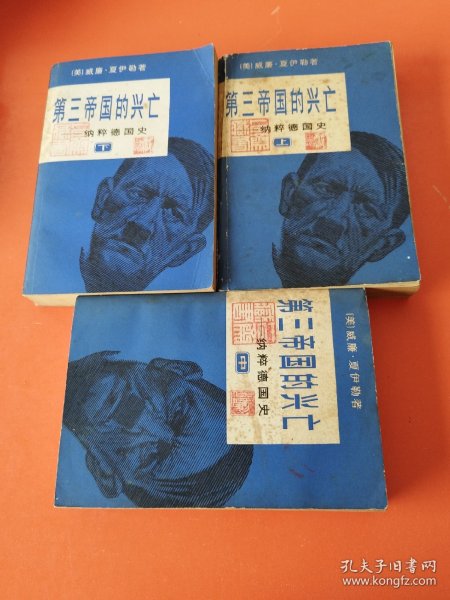 (美)威廉·夏伊勒著
第三帝国的兴亡
纳粹德国史
下
(美)威廉·夏伊勒著
第三帝国的兴亡
纳粹德国史
上
(美)威廉·夏伊勒著
第三帝国的兴亡
纳粹德国史
中
孔夫子旧书网
www.kongfz.com